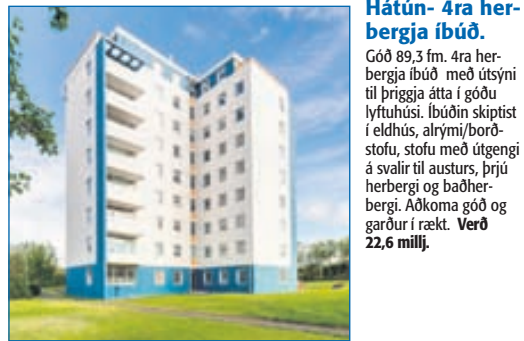 Hátún- 4ra her-
bergja íbúð.
Góð 89,3 fm. 4ra her-
bergja íbúð með útsýni
til þriggja átta í góðu
lyftuhúsi. Íbúðin skiptist
í eldhús, alrými/borð-
stofu, stofu með útgengi
á svalir til austurs, þrjú
herbergi og baðher-
bergi. Aðkoma góð og
garður í rækt. Verð
22,6 millj.